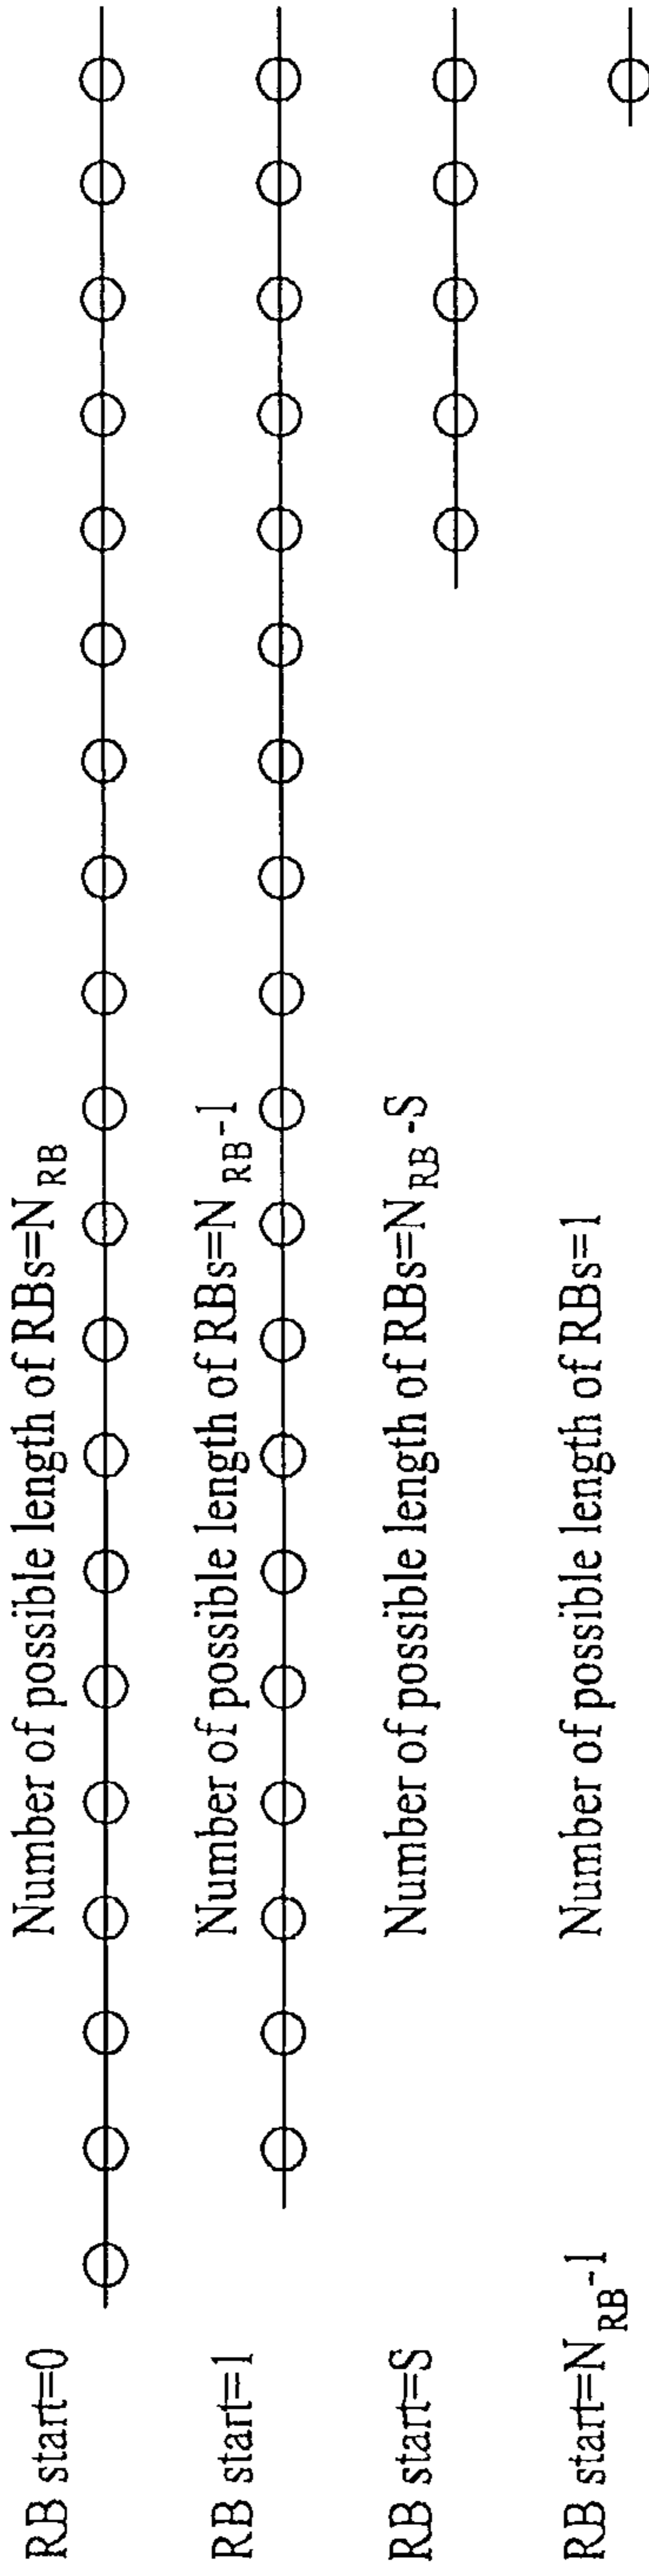 RB start=0
Number of possible length of RBs=N_RB
RB start=1
Number of possible length of RBs=N_RB-1
RB start=S
Number of possible length of RBs=N_RB-S
RB start=N_RB-1
Number of possible length of RBs=1